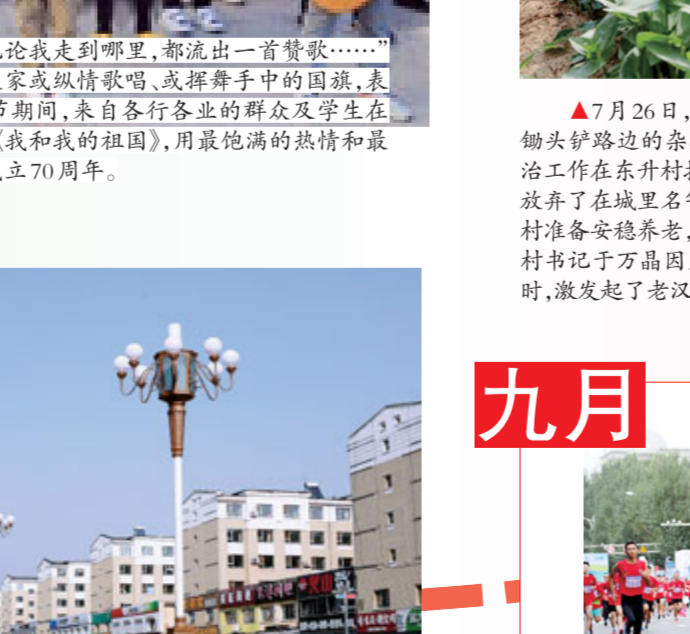 论我走到哪里,都流出一首赞歌……”
家或纵情歌唱、或挥舞手中的国旗,表
节期间,来自各行各业的群众及学生在
《我和我的祖国》,用最饱满的热情和最
立70周年。
▲7月26日,
锄头铲路边的杂
治工作在东升村
放弃了在城里名
村准备安稳养老,
村书记于万晶因
时,激发起了老汉
九月